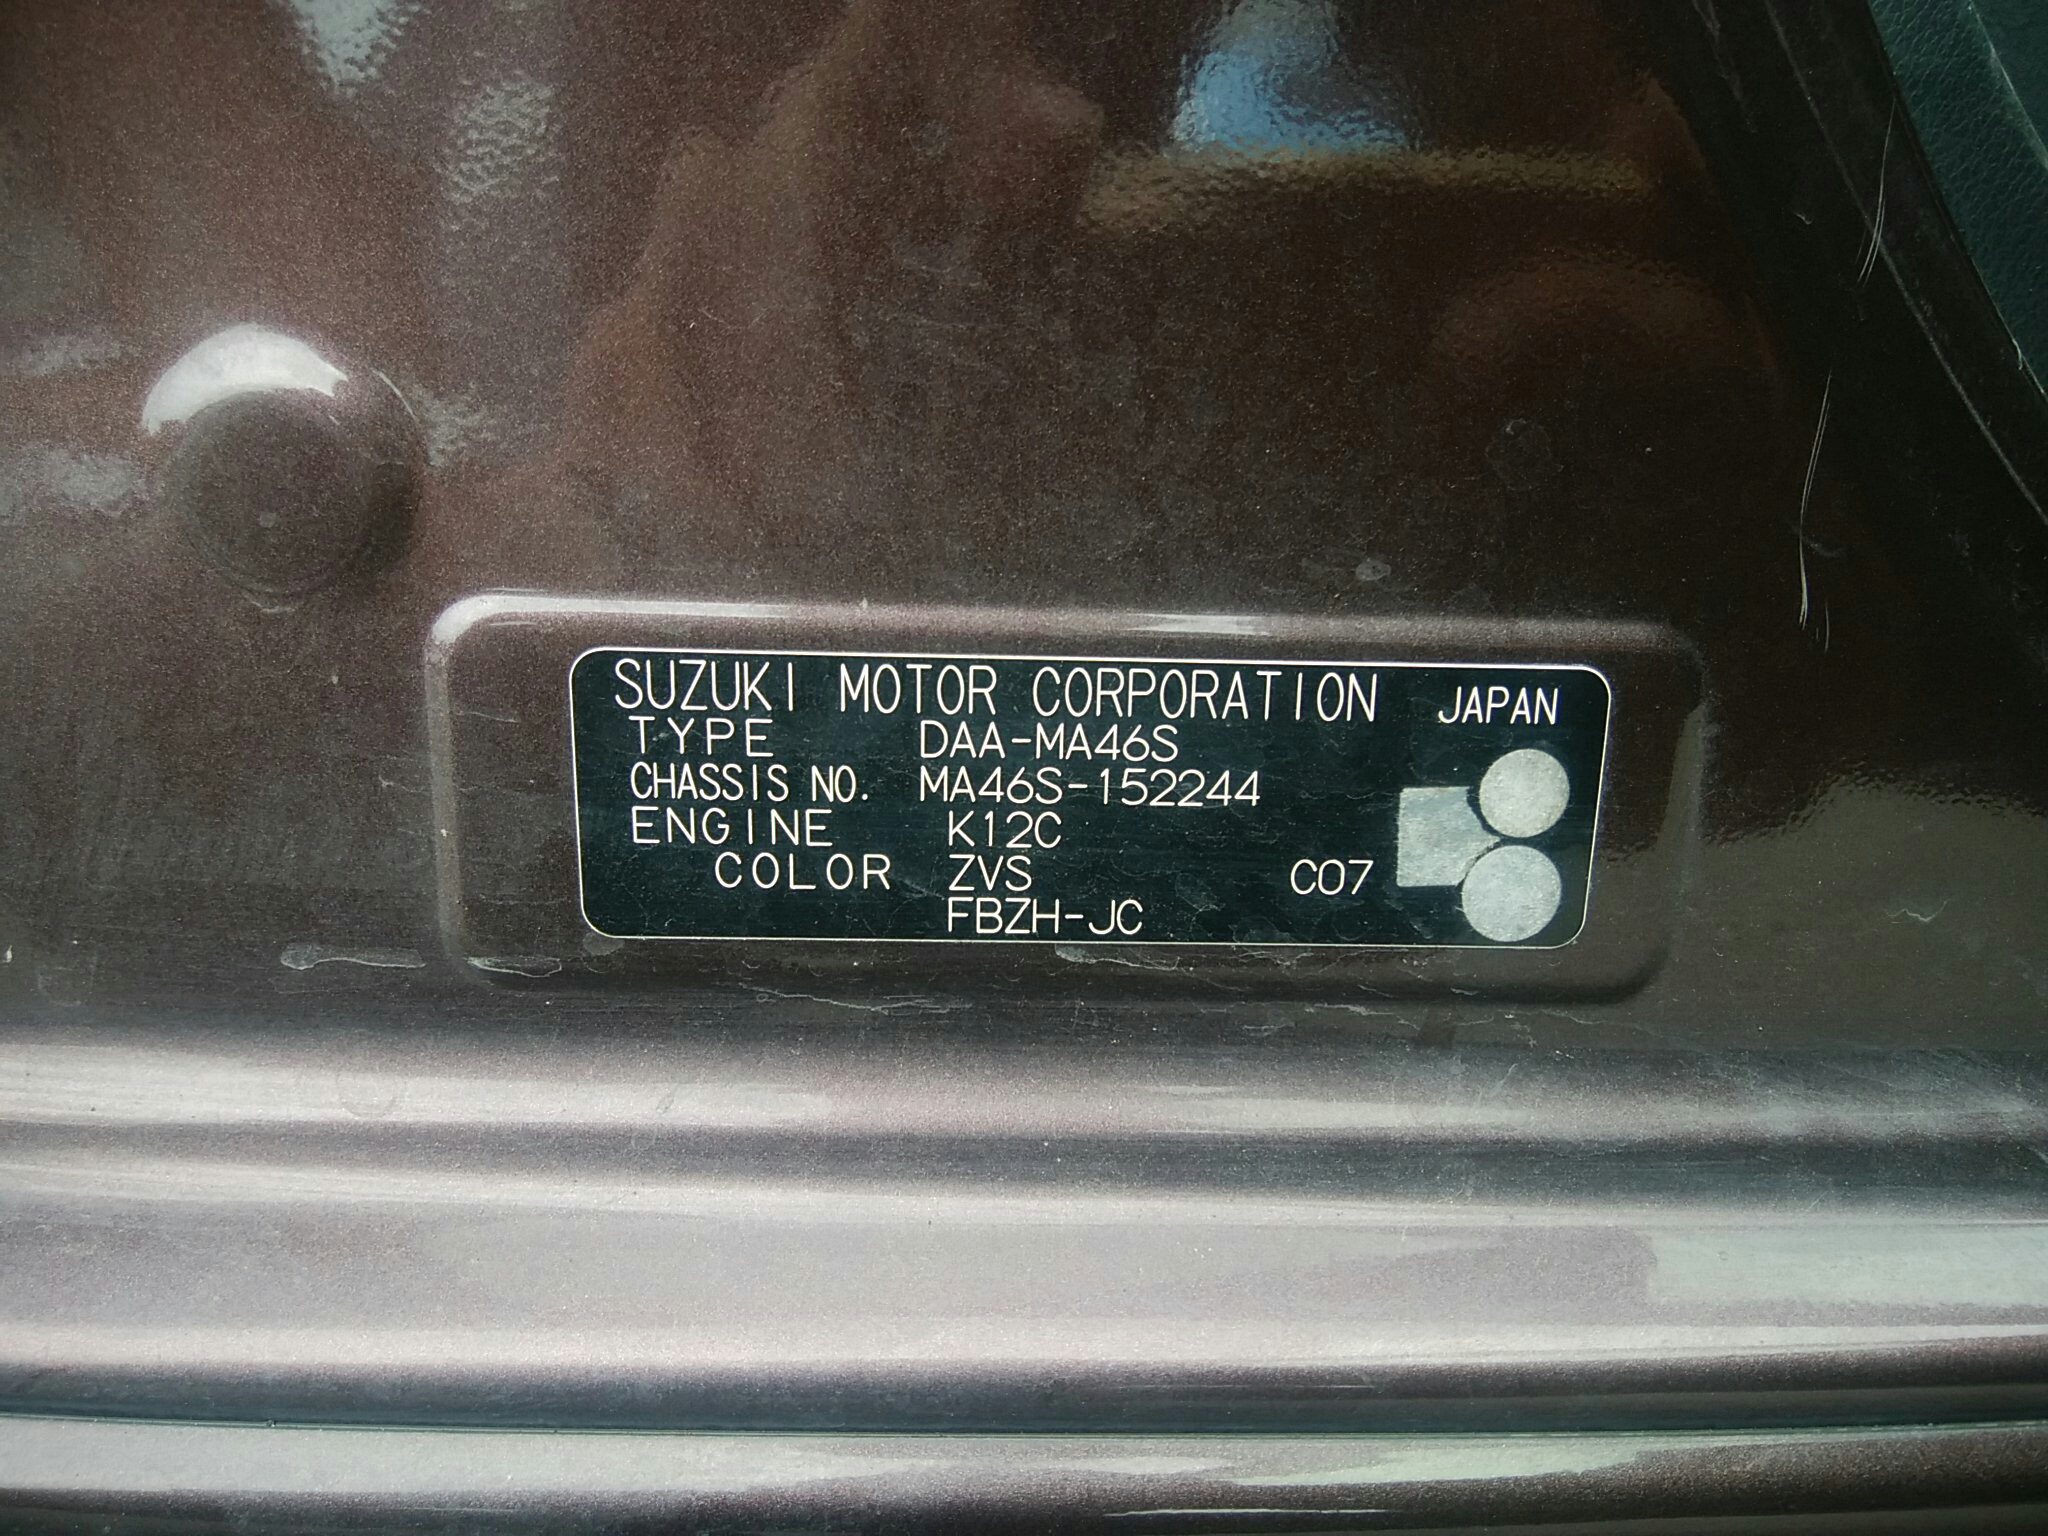 SUZUKI MOTOR CORPORATION JAPAN
TYPE DAA-MA46S
CHASSIS NO. MA46S-152244
ENGINE K12C
COLOR ZVS C07
FBZH-JC